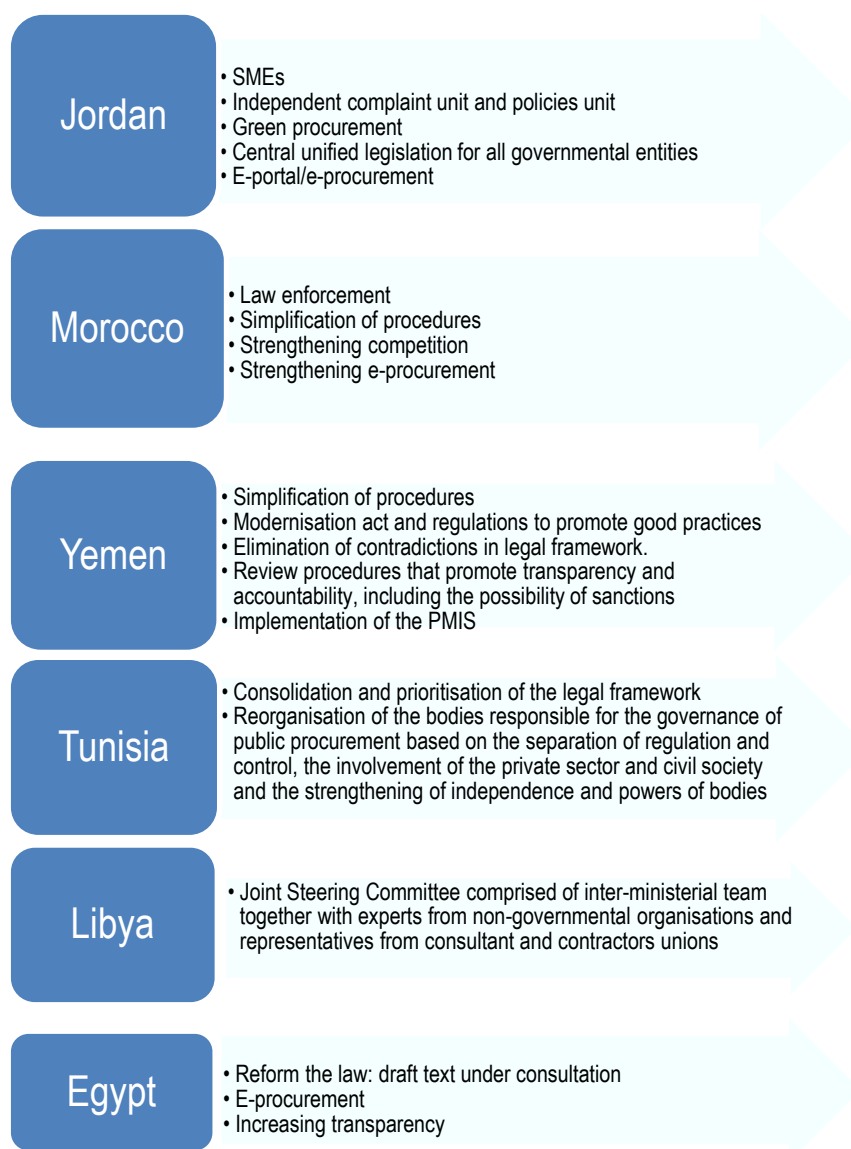 Jordan
• SMEs
• Independent complaint unit and policies unit
• Green procurement
• Central unified legislation for all governmental entities
• E-portal/e-procurement
Morocco
• Law enforcement
• Simplification of procedures
• Strengthening competition
• Strengthening e-procurement
Yemen
• Simplification of procedures
• Modernisation act and regulations to promote good practices
• Elimination of contradictions in legal framework.
• Review procedures that promote transparency and
accountability, including the possibility of sanctions
• Implementation of the PMIS
Tunisia
• Consolidation and prioritisation of the legal framework
• Reorganisation of the bodies responsible for the governance of
public procurement based on the separation of regulation and
control, the involvement of the private sector and civil society
and the strengthening of independence and powers of bodies
Libya
• Joint Steering Committee comprised of inter-ministerial team
together with experts from non-governmental organisations and
representatives from consultant and contractors unions
Egypt
• Reform the law: draft text under consultation
• E-procurement
• Increasing transparency